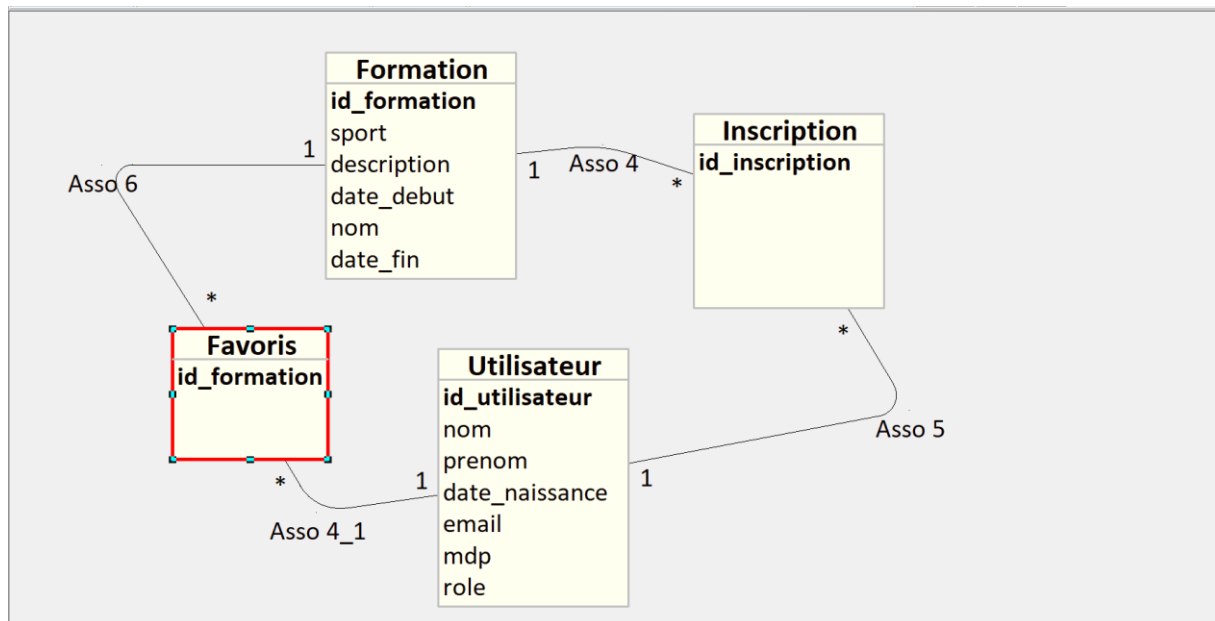 Formation
id_formation
sport
description
date_debut
nom
date_fin
1
Asso 6
*
1
Asso 4
*
Inscription
id_inscription
*
Asso 5
1
Favoris
id_formation
*
Asso 4_1
1
Utilisateur
id_utilisateur
nom
prenom
date_naissance
email
mdp
role